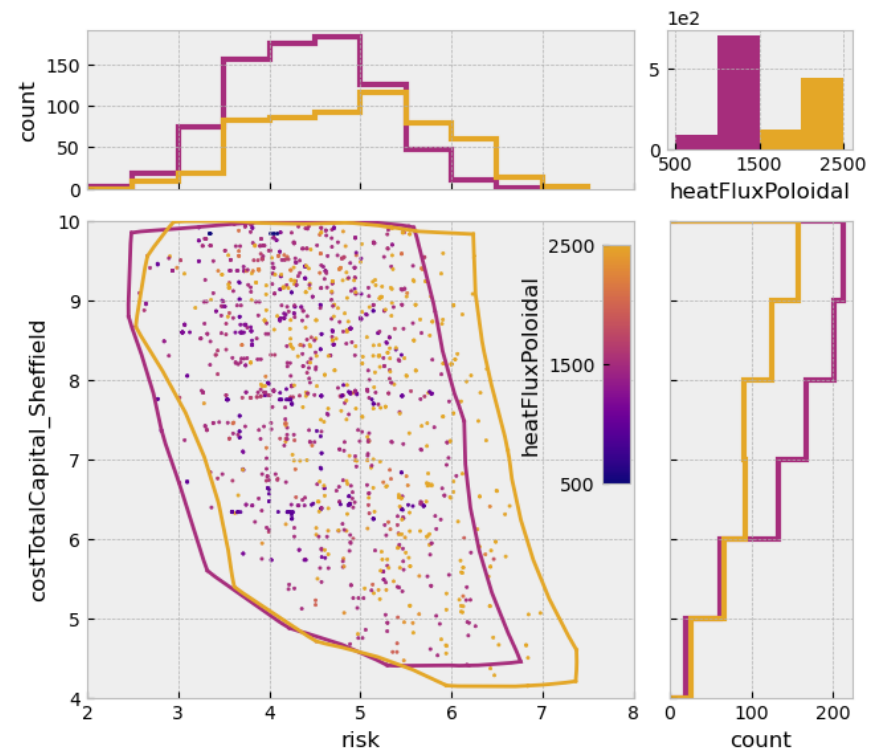 150
100
50
0
count
1e2
5
0
500 1500 2500
heatFluxPoloidal
10
9
8
7
6
5
4
costTotalCapital_Sheffield
2500
1500
500
heatFluxPoloidal
2 3 4 5 6 7 8
risk
0 100 200
count